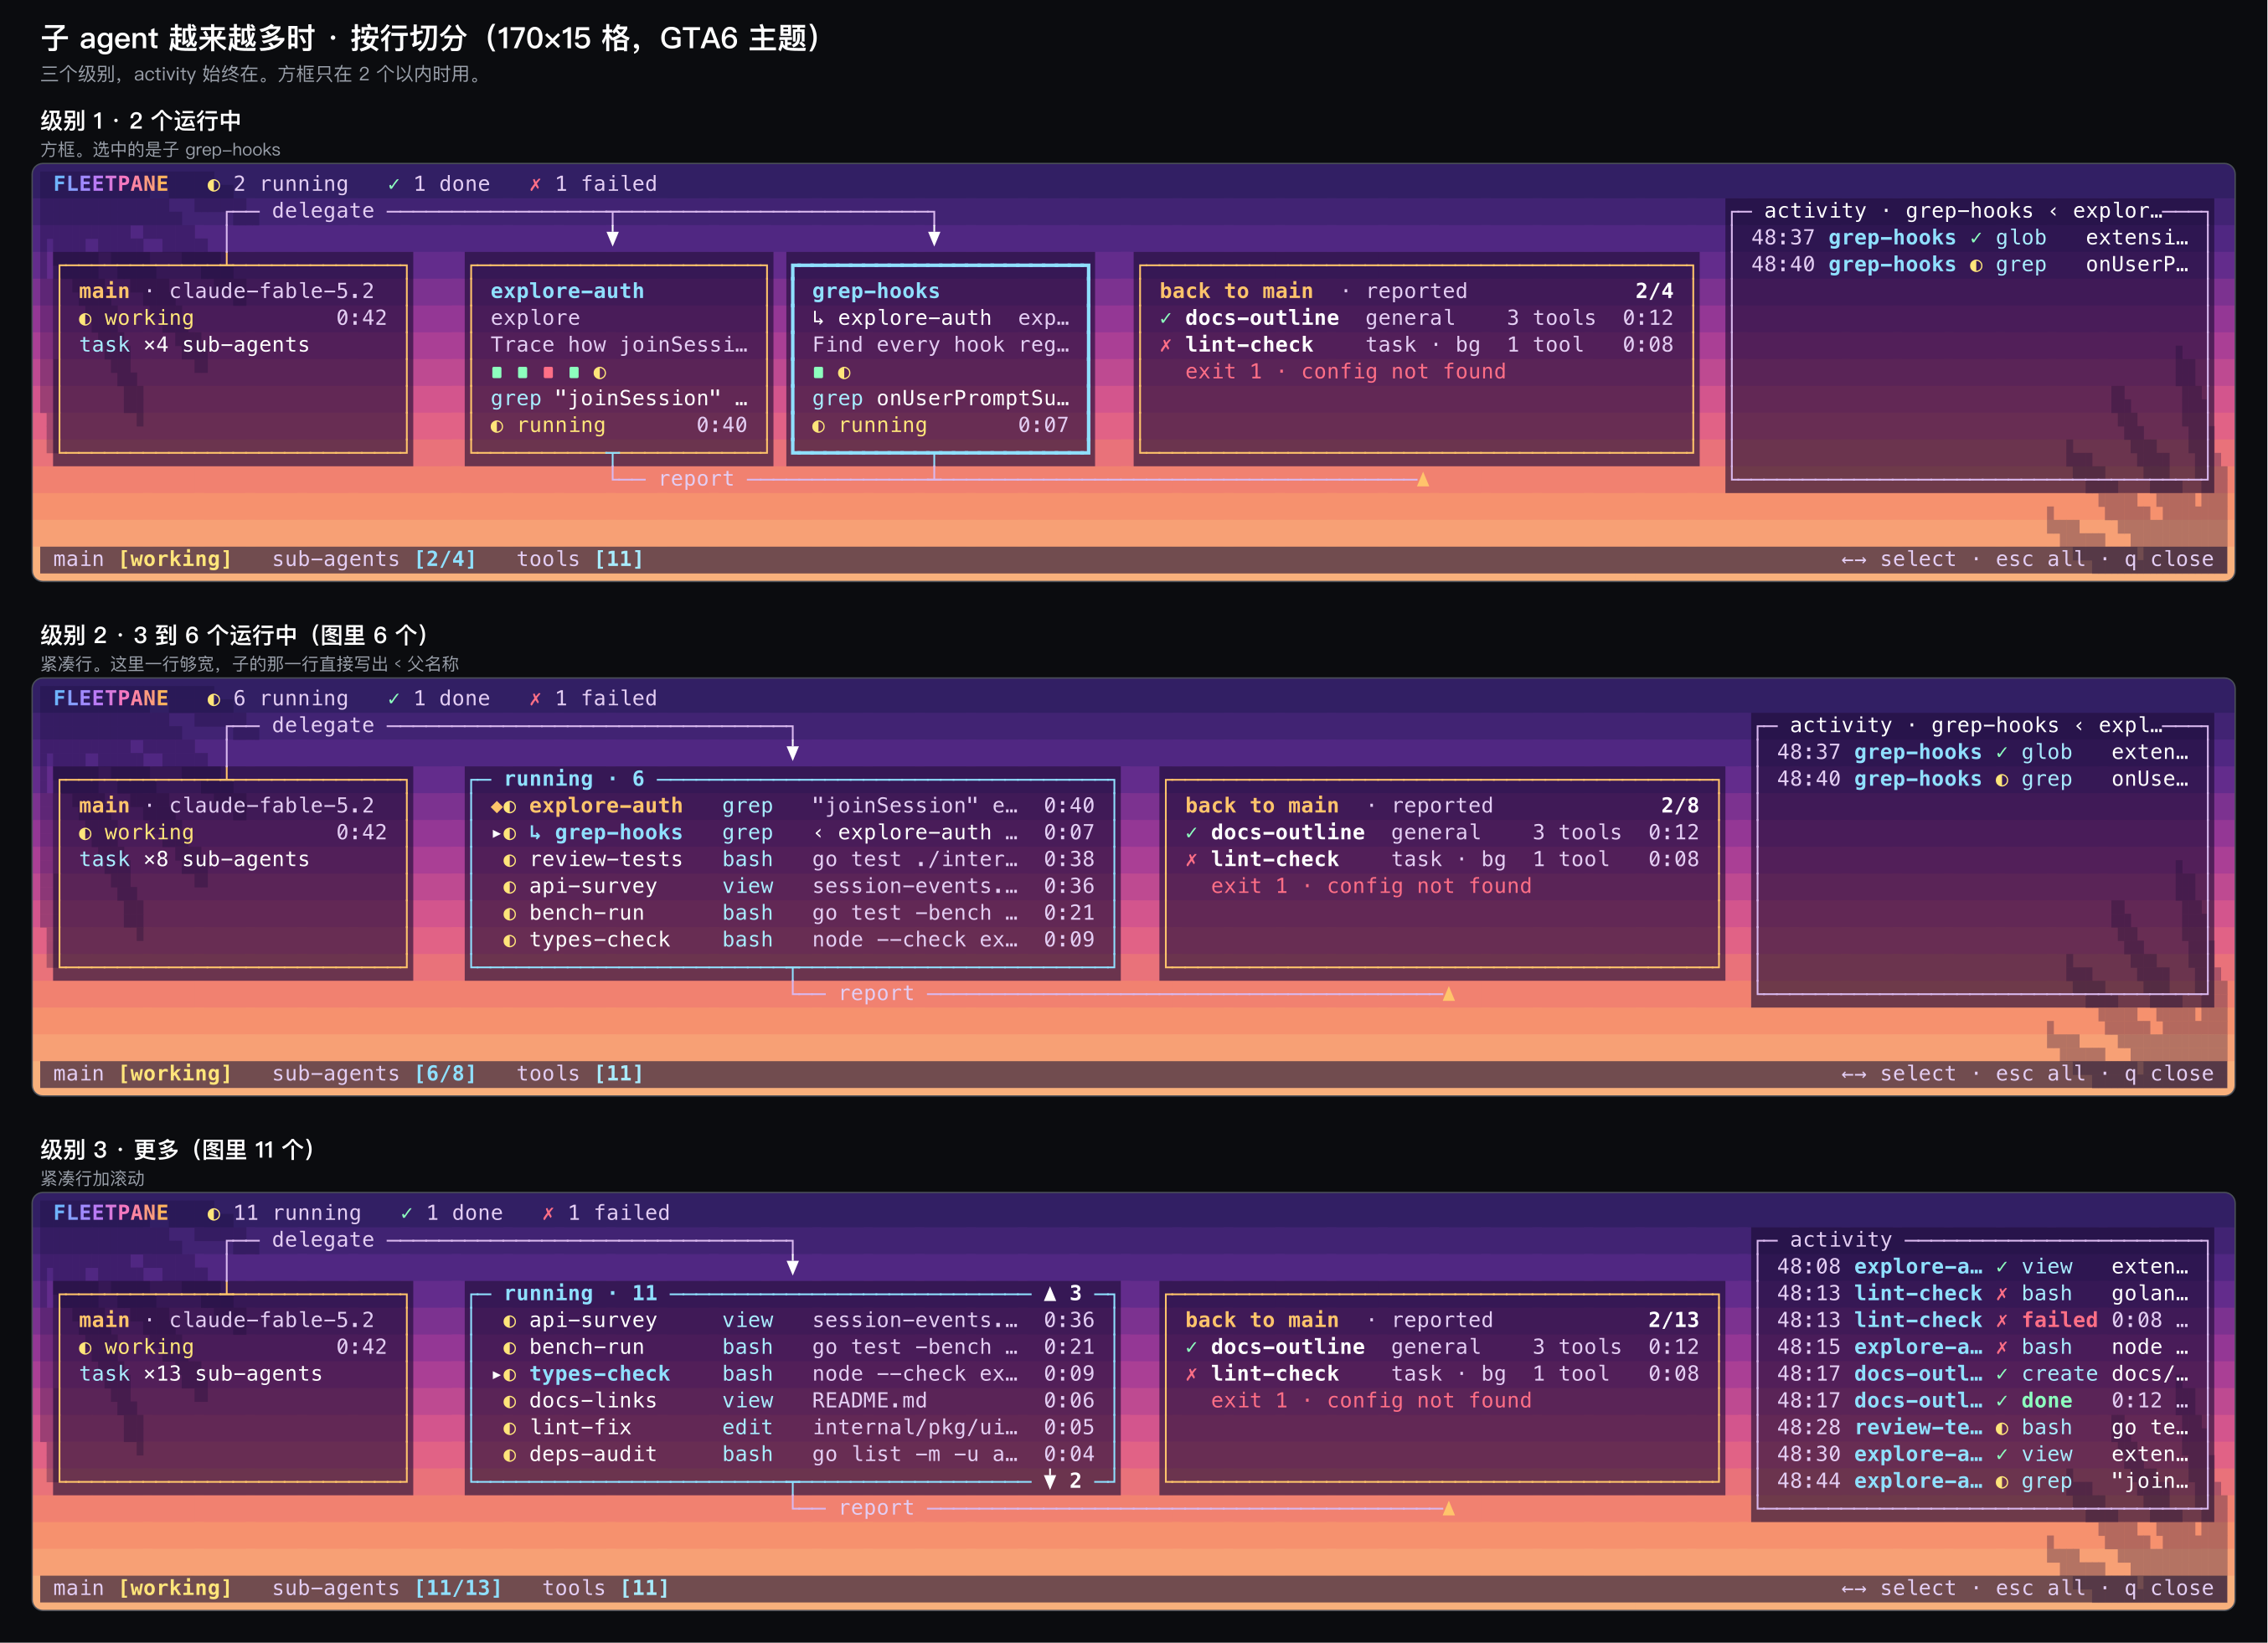 子 agent 越来越多时 · 按行切分（170×15 格，GTA6 主题）
三个级别，activity 始终在。方框只在 2 个以内时用。
级别 1 · 2 个运行中
方框。选中的是子 grep-hooks
FLEETPANE ◐ 2 running ✓ 1 done ✗ 1 failed
delegate
main · claude-fable-5.2
◐ working 0:42
task ×4 sub-agents
explore-auth
explore
Trace how joinSessi…
grep "joinSession" …
◐ running 0:40
grep-hooks
↳ explore-auth exp…
Find every hook reg…
grep onUserPromptSu…
◐ running 0:07
back to main · reported 2/4
✓ docs-outline general 3 tools 0:12
✗ lint-check task · bg 1 tool 0:08
exit 1 · config not found
activity · grep-hooks ‹ explor…
48:37 grep-hooks ✓ glob extensi…
48:40 grep-hooks ◐ grep onUserP…
report
main [working] sub-agents [2/4] tools [11] ←→ select · esc all · q close
级别 2 · 3 到 6 个运行中（图里 6 个）
紧凑行。这里一行够宽，子的那一行直接写出 ‹ 父名称
FLEETPANE ◐ 6 running ✓ 1 done ✗ 1 failed
delegate
main · claude-fable-5.2
◐ working 0:42
task ×8 sub-agents
running · 6
◆◐ explore-auth grep "joinSession" e… 0:40
▸◐ ↳ grep-hooks grep ‹ explore-auth … 0:07
◐ review-tests bash go test ./inter… 0:38
◐ api-survey view session-events.… 0:36
◐ bench-run bash go test -bench … 0:21
◐ types-check bash node --check ex… 0:09
back to main · reported 2/8
✓ docs-outline general 3 tools 0:12
✗ lint-check task · bg 1 tool 0:08
exit 1 · config not found
activity · grep-hooks ‹ expl…
48:37 grep-hooks ✓ glob exten…
48:40 grep-hooks ◐ grep onUse…
report
main [working] sub-agents [6/8] tools [11] ←→ select · esc all · q close
级别 3 · 更多（图里 11 个）
紧凑行加滚动
FLEETPANE ◐ 11 running ✓ 1 done ✗ 1 failed
delegate
main · claude-fable-5.2
◐ working 0:42
task ×13 sub-agents
running · 11 ▲ 3
◐ api-survey view session-events.… 0:36
◐ bench-run bash go test -bench … 0:21
▸◐ types-check bash node --check ex… 0:09
◐ docs-links view README.md 0:06
◐ lint-fix edit internal/pkg/ui… 0:05
◐ deps-audit bash go list -m -u a… 0:04
▼ 2
back to main · reported 2/13
✓ docs-outline general 3 tools 0:12
✗ lint-check task · bg 1 tool 0:08
exit 1 · config not found
activity
48:08 explore-a… ✓ view exten…
48:13 lint-check ✗ bash golan…
48:13 lint-check ✗ failed 0:08 …
48:15 explore-a… ✗ bash node …
48:17 docs-outl… ✓ create docs/…
48:17 docs-outl… ✓ done 0:12 …
48:28 review-te… ◐ bash go te…
48:30 explore-a… ✓ view exten…
48:44 explore-a… ◐ grep "join…
report
main [working] sub-agents [11/13] tools [11] ←→ select · esc all · q close